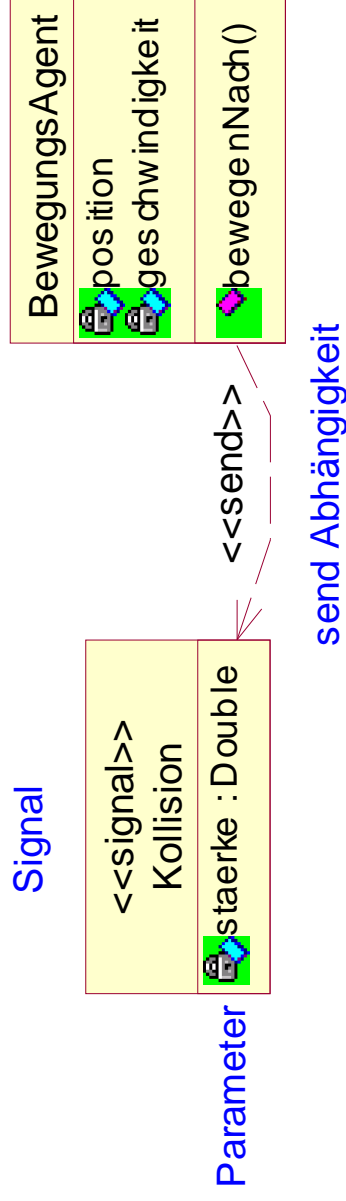 Signal
<<signal>>
Kollision
Parameter
staerke : Double
<<send>>
send Abhängigkeit
BewegungsAgent
position
geschwindigkeit
bewegenNach()